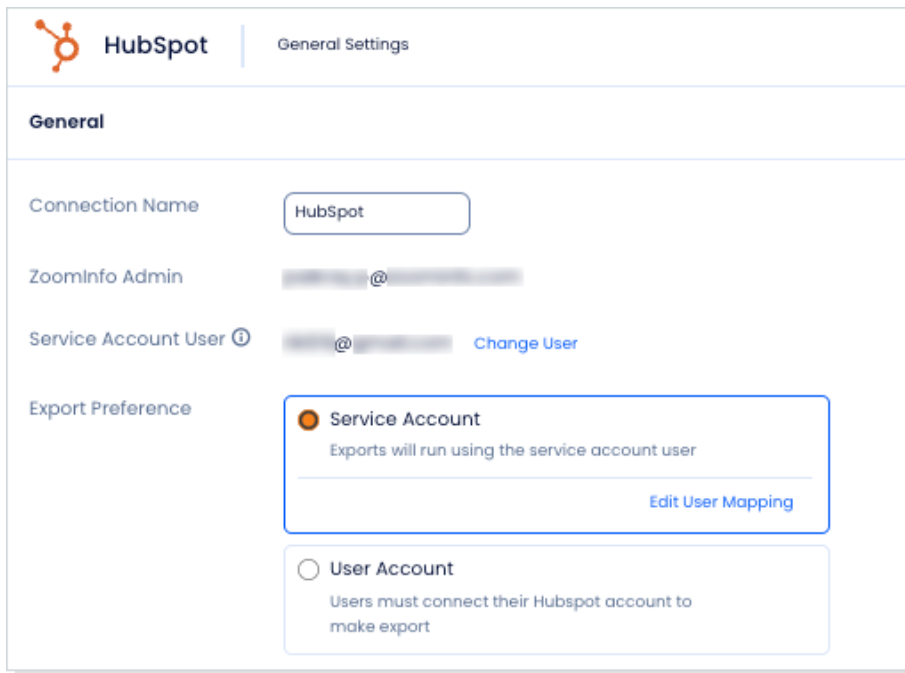 HubSpot General Settings
General
Connection Name HubSpot
ZoomInfo Admin @
Service Account User @ Change User
Export Preference
Service Account
Exports will run using the service account user
Edit User Mapping
User Account
Users must connect their Hubspot account to
make export